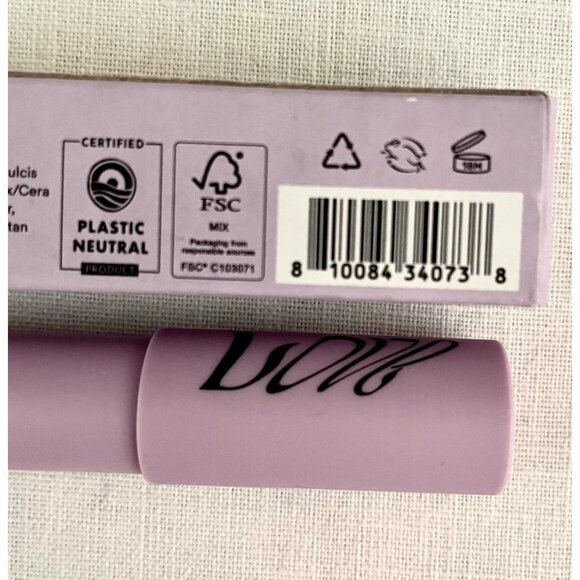 ulcis
x/Cera
r,
tan
CERTIFIED
PLASTIC
NEUTRAL
PRODUCT
FSC
MIX
Packaging from
responsible sources
FSC® C103071
18M
8 10084 34073 8